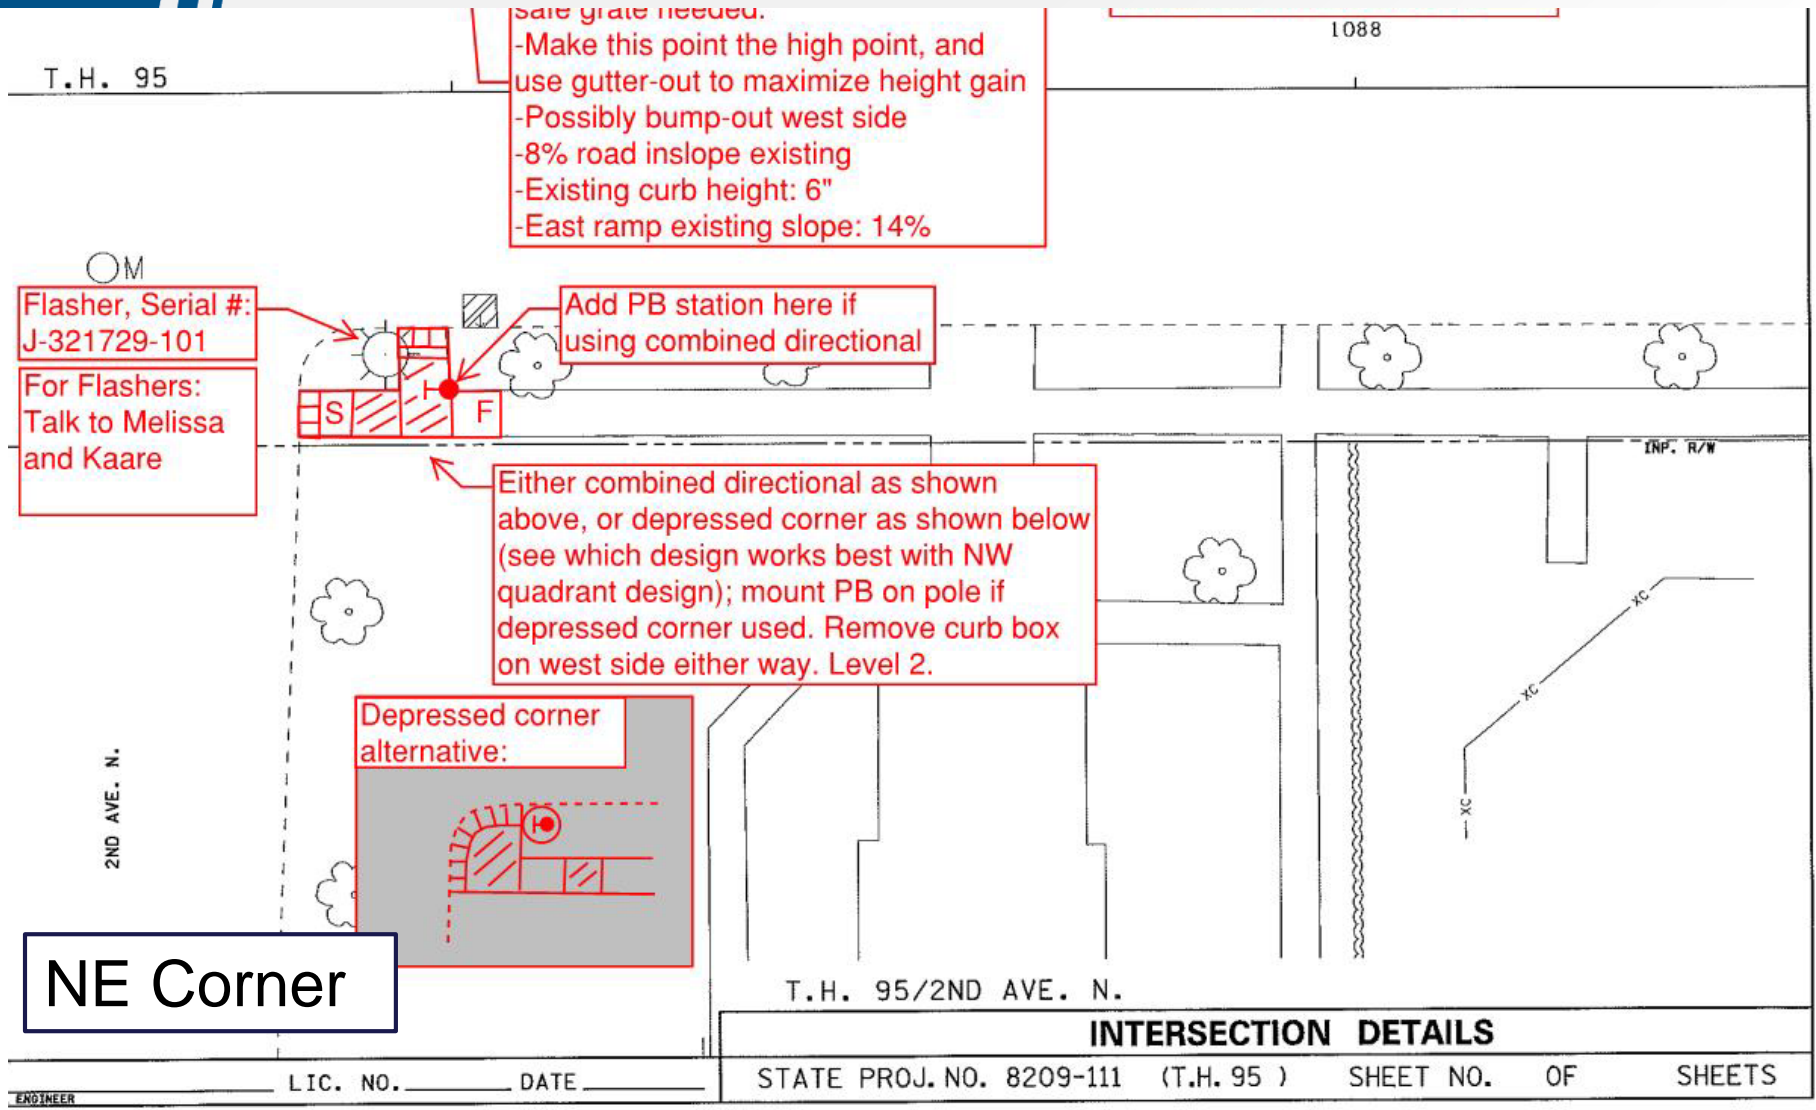 safe grate needed.
-Make this point the high point, and
use gutter-out to maximize height gain
-Possibly bump-out west side
-8% road inslope existing
-Existing curb height: 6"
-East ramp existing slope: 14%
1088
T.H. 95
M
Flasher, Serial #:
J-321729-101
For Flashers:
Talk to Melissa
and Kaare
Add PB station here if
using combined directional
S
F
INP. R/W
Either combined directional as shown
above, or depressed corner as shown below
(see which design works best with NW
quadrant design); mount PB on pole if
depressed corner used. Remove curb box
on west side either way. Level 2.
XC
XC
XC
Depressed corner
alternative:
2ND AVE. N.
NE Corner
T.H. 95/2ND AVE. N.
INTERSECTION DETAILS
LIC. NO. DATE
STATE PROJ. NO. 8209-111 (T.H. 95 ) SHEET NO. OF SHEETS
ENGINEER